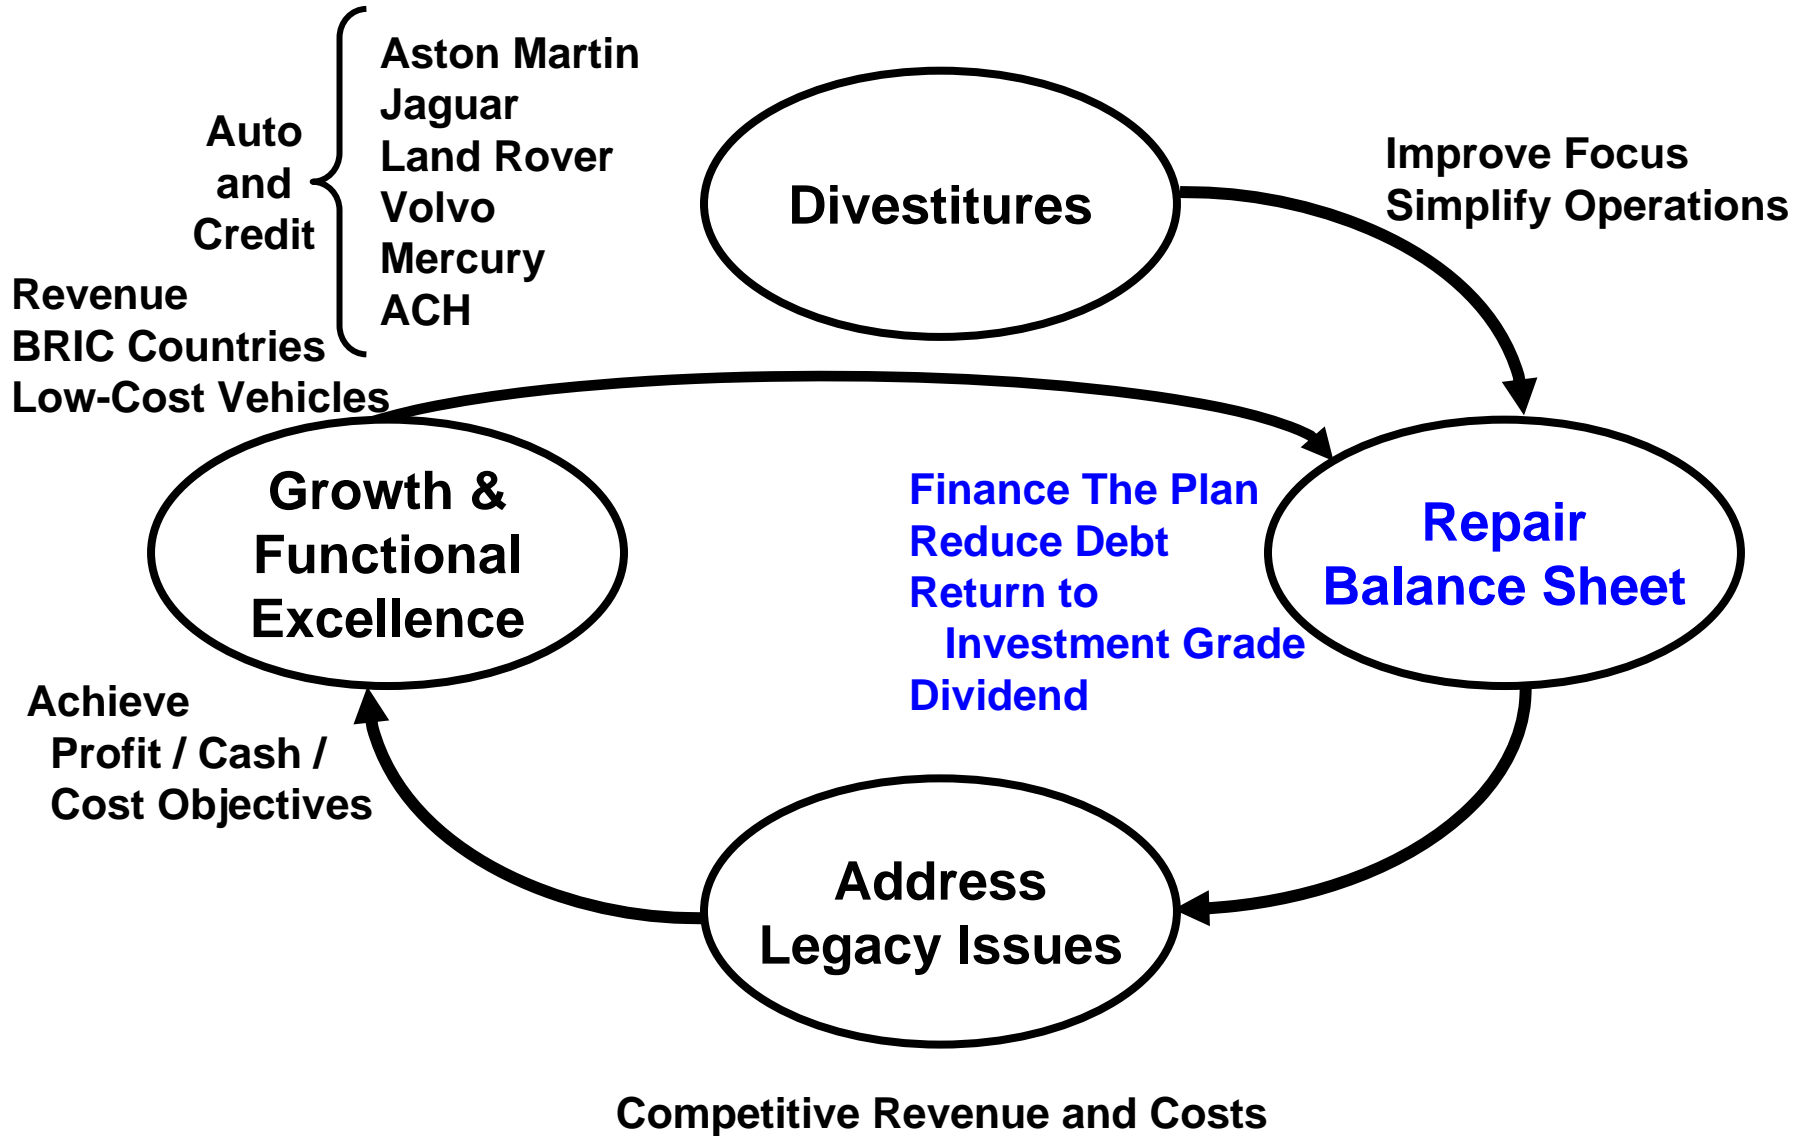 Auto
and
Credit
Aston Martin
Jaguar
Land Rover
Volvo
Mercury
ACH
Divestitures
Improve Focus
Simplify Operations
Revenue
BRIC Countries
Low-Cost Vehicles
Growth &
Functional
Excellence
Finance The Plan
Reduce Debt
Return to
Investment Grade
Dividend
Repair
Balance Sheet
Achieve
Profit / Cash /
Cost Objectives
Address
Legacy Issues
Competitive Revenue and Costs